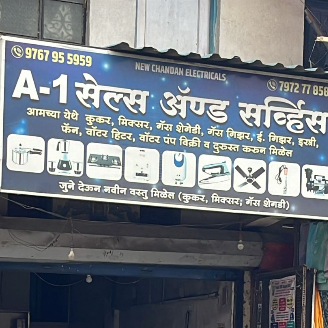 9767 95 5959
NEW CHANDAN ELECTRICALS
7972 77 858
A-1 सेल्स अ‍ॅण्ड सर्व्हिस
आमच्या येथे कुकर, मिक्सर, गॅस शेगडी, गॅस गिझर, ई. गिझर, इस्त्री,
फॅन, वॉटर हिटर, वॉटर पंप विक्री व दुरुस्त करुन मिळेल
जुने देऊन नवीन वस्तु मिळेल (कुकर, मिक्सर, गॅस शेगडी)